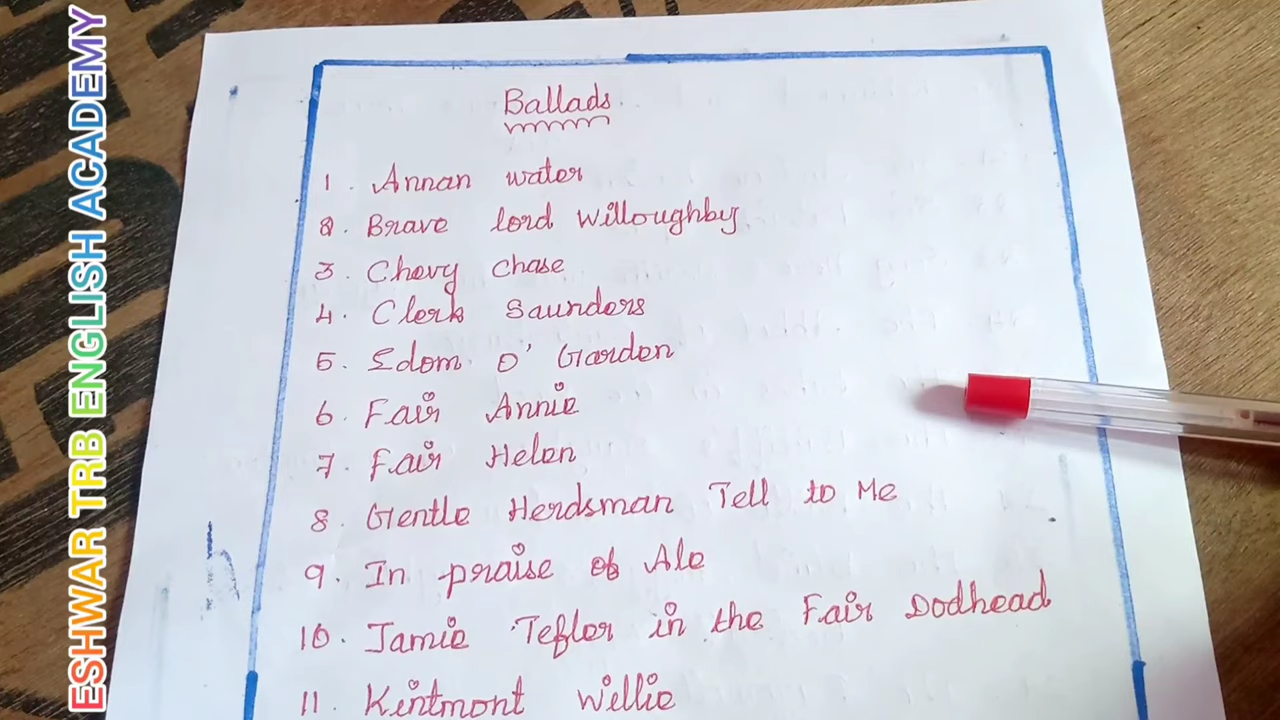 ESHWAR TRB ENGLISH ACADEMY
Ballads
1. Annan water
2. Brave lord Willoughby
3. Chevy chase
4. Clerk Saunders
5. Edom O' Garden
6. Fair Annie
7. Fair Helen
8. Gentle Herdsman Tell to Me
9. In praise of Ale
10. Jamie Tefler in the Fair Dodhead
11. Kintmont Willie